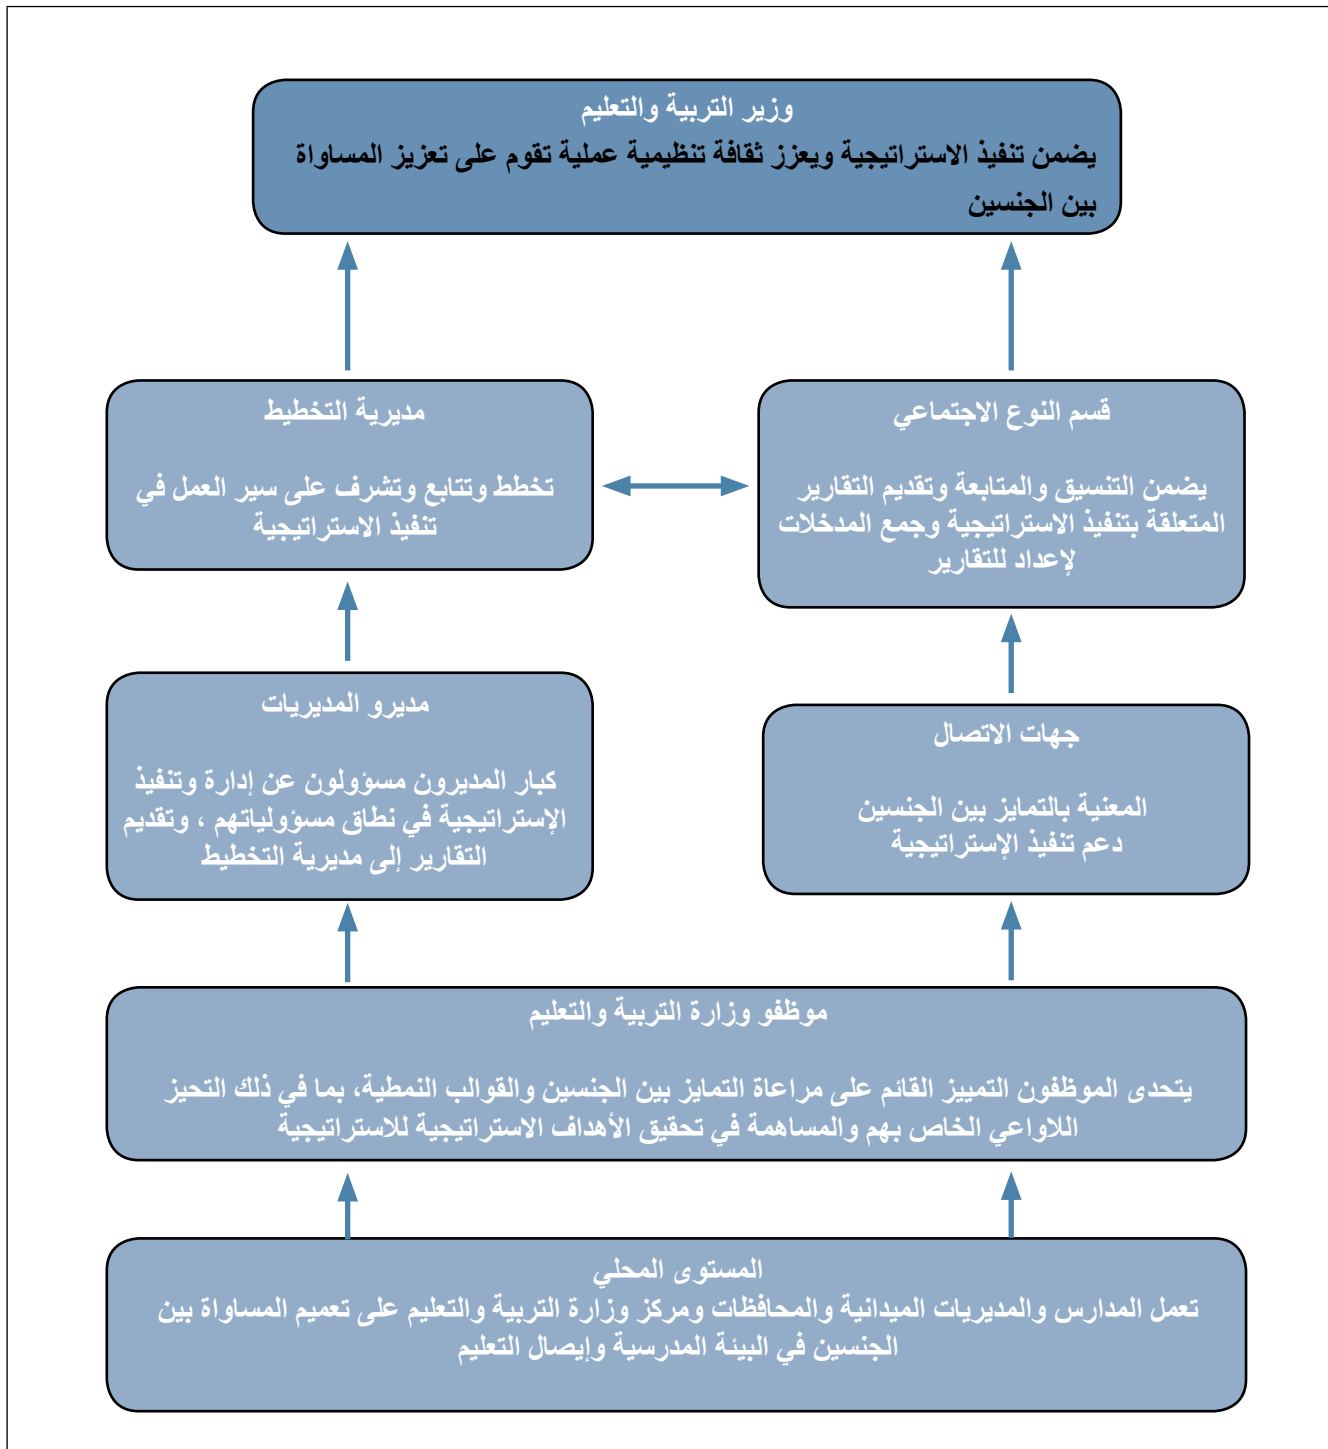 وزير التربية والتعليم
يضمن تنفيذ الاستراتيجية ويعزز ثقافة تنظيمية عملية تقوم على تعزيز المساواة
بين الجنسين
قسم النوع الاجتماعي
يضمن التنسيق والمتابعة وتقديم التقارير
المتعلقة بتنفيذ الاستراتيجية وجمع المدخلات
لإعداد للتقارير
مديرية التخطيط
تخطط وتتابع وتشرف على سير العمل في
تنفيذ الاستراتيجية
جهات الاتصال
المعنية بالتمايز بين الجنسين
دعم تنفيذ الإستراتيجية
مديرو المديريات
كبار المديرون مسؤولون عن إدارة وتنفيذ
الإستراتيجية في نطاق مسؤولياتهم ، وتقديم
التقارير إلى مديرية التخطيط
موظفو وزارة التربية والتعليم
يتحدى الموظفون التمييز القائم على مراعاة التمايز بين الجنسين والقوالب النمطية، بما في ذلك التحيز
اللاواعي الخاص بهم والمساهمة في تحقيق الأهداف الاستراتيجية للاستراتيجية
المستوى المحلي
تعمل المدارس والمديريات الميدانية والمحافظات ومركز وزارة التربية والتعليم على تعميم المساواة بين
الجنسين في البيئة المدرسية وإيصال التعليم